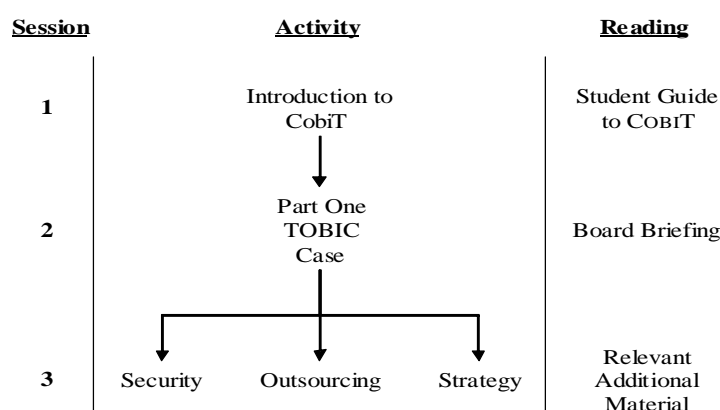 Session Activity Reading
1 Introduction to CobiT Student Guide to COBIT
2 Part One TOBIC Case Board Briefing
3 Security Outsourcing Strategy Relevant Additional Material